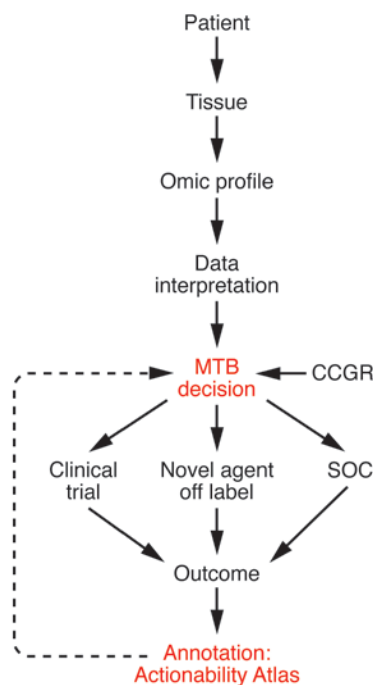 Patient
Tissue
Omic profile
Data
interpretation
MTB
decision
CCGR
Clinical
trial
Novel agent
off label
SOC
Outcome
Annotation:
Actionability Atlas